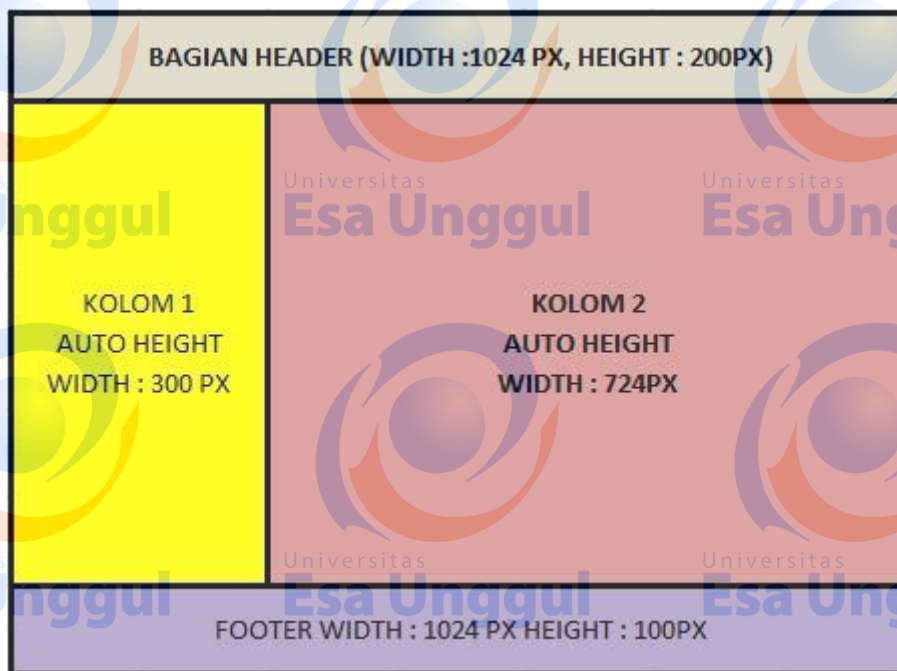 BAGIAN HEADER (WIDTH :1024 PX, HEIGHT : 200PX)
Universitas
Universitas
nggul
Esa Unggul
Esa Ung
KOLOM 1
AUTO HEIGHT
WIDTH : 300 PX
KOLOM 2
AUTO HEIGHT
WIDTH : 724PX
Universitas
Universitas
nggul
Esa Unggul
Esa Ung
FOOTER WIDTH : 1024 PX HEIGHT : 100PX